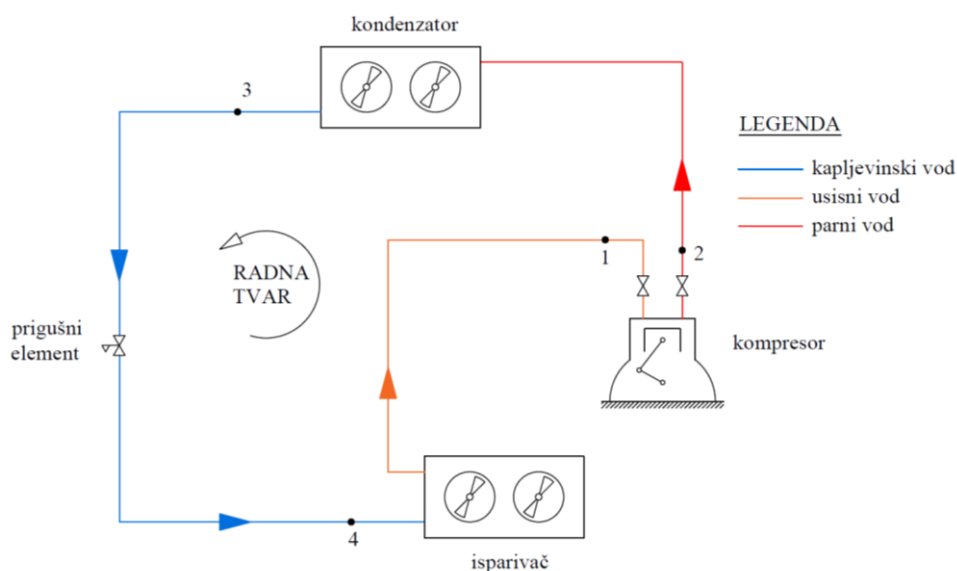 kondenzator
3
LEGENDA
kapljevinski vod
usisni vod
parni vod
1
2
RADNA
TVAR
prigušni
element
kompresor
4
isparivač